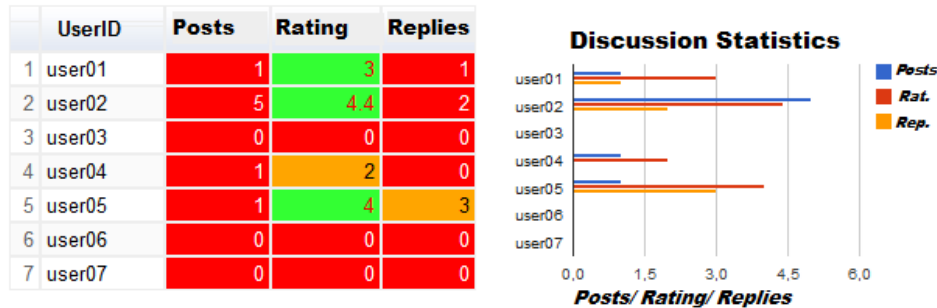 UserID Posts Rating Replies
1 user01 1 3 1
2 user02 5 4.4 2
3 user03 0 0 0
4 user04 1 2 0
5 user05 1 4 3
6 user06 0 0 0
7 user07 0 0 0
Discussion Statistics
Posts
Rat.
Rep.
user01
user02
user03
user04
user05
user06
user07
0,0 1,5 3,0 4,5 6,0
Posts/ Rating/ Replies